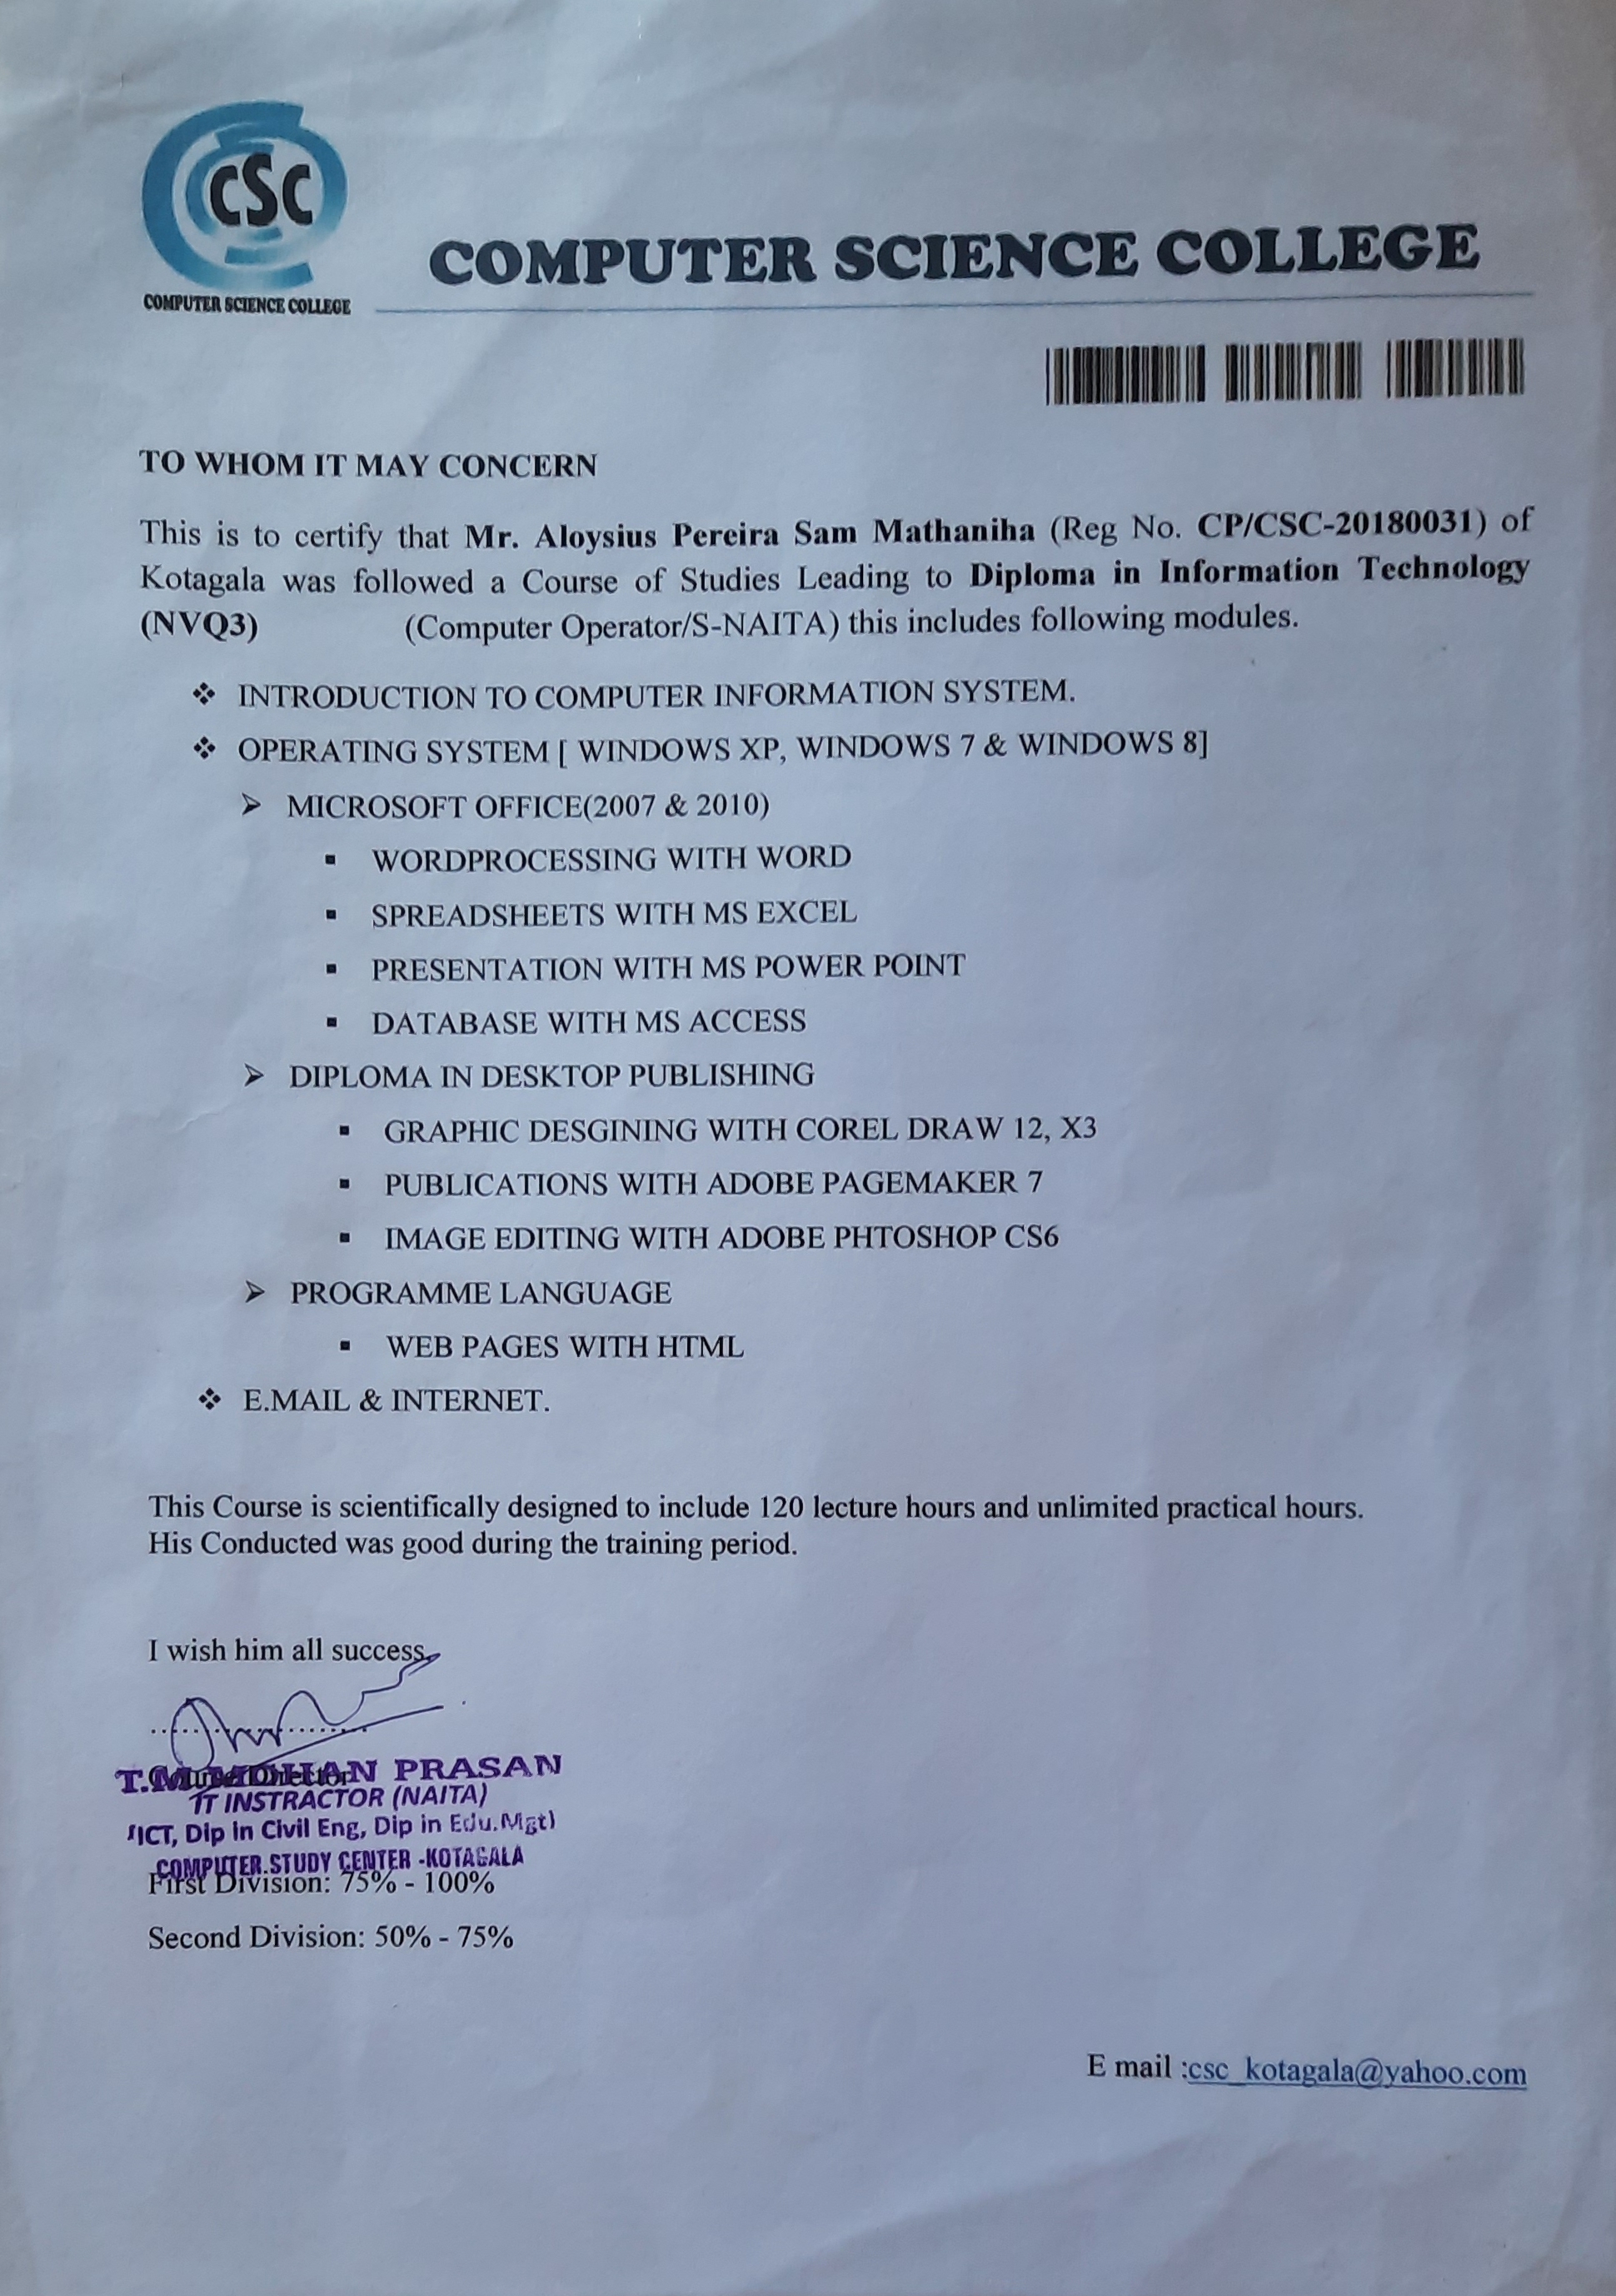 CSC
COMPUTER SCIENCE COLLEGE
COMPUTER SCIENCE COLLEGE
TO WHOM IT MAY CONCERN
This is to certify that Mr. Aloysius Pereira Sam Mathaniha (Reg No. CP/CSC-20180031) of
Kotagala was followed a Course of Studies Leading to Diploma in Information Technology
(NVQ3) (Computer Operator/S-NAITA) this includes following modules.
❖ INTRODUCTION TO COMPUTER INFORMATION SYSTEM.
❖ OPERATING SYSTEM [ WINDOWS XP, WINDOWS 7 & WINDOWS 8]
➢ MICROSOFT OFFICE(2007 & 2010)
▪ WORDPROCESSING WITH WORD
▪ SPREADSHEETS WITH MS EXCEL
▪ PRESENTATION WITH MS POWER POINT
▪ DATABASE WITH MS ACCESS
➢ DIPLOMA IN DESKTOP PUBLISHING
▪ GRAPHIC DESGINING WITH COREL DRAW 12, X3
▪ PUBLICATIONS WITH ADOBE PAGEMAKER 7
▪ IMAGE EDITING WITH ADOBE PHTOSHOP CS6
➢ PROGRAMME LANGUAGE
▪ WEB PAGES WITH HTML
❖ E.MAIL & INTERNET.
This Course is scientifically designed to include 120 lecture hours and unlimited practical hours.
His Conducted was good during the training period.
I wish him all success.
T.M MOHAN PRASAN
Course Director
IT INSTRACTOR (NAITA)
ICT, Dip in Civil Eng, Dip in Edu.Mgt)
COMPUTER STUDY CENTER -KOTAGALA
First Division: 75% - 100%
Second Division: 50% - 75%
E mail :csc_kotagala@yahoo.com